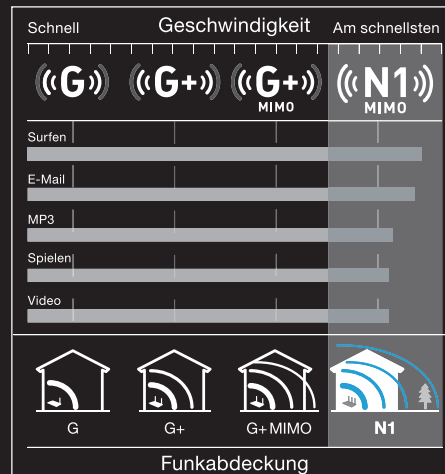 Schnell Geschwindigkeit Am schnellsten
G G+ G+ N1
MIMO MIMO
Surfen
E-Mail
MP3
Spielen
Video
G G+ G+MIMO N1
Funkabdeckung